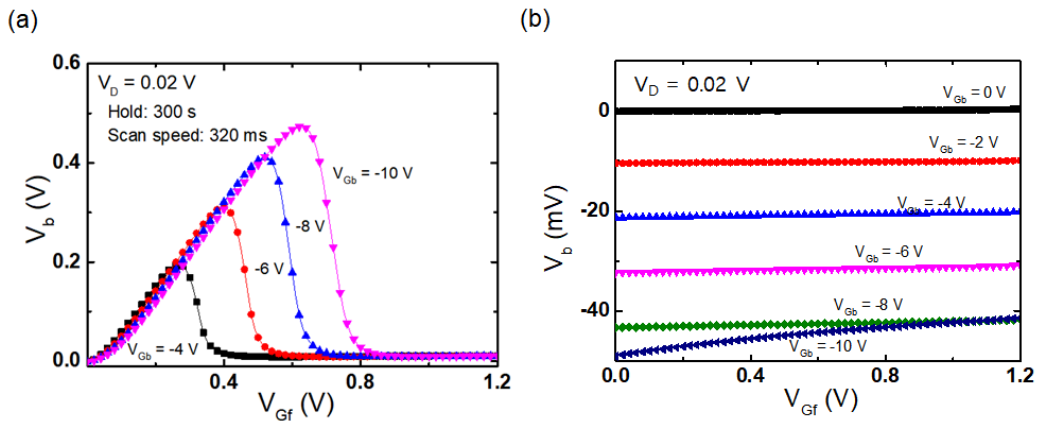 (a)
V_b (V)
0.6
0.4
0.2
0.0
V_D = 0.02 V
Hold: 300 s
Scan speed: 320 ms
V_Gb = -10 V
-8 V
-6 V
V_Gb = -4 V
0.4
0.8
1.2
V_Gf (V)
(b)
V_b (mV)
0
-20
-40
V_D = 0.02 V
V_Gb = 0 V
V_Gb = -2 V
V_Gb = -4 V
V_Gb = -6 V
V_Gb = -8 V
V_Gb = -10 V
0.0
0.4
0.8
1.2
V_Gf (V)